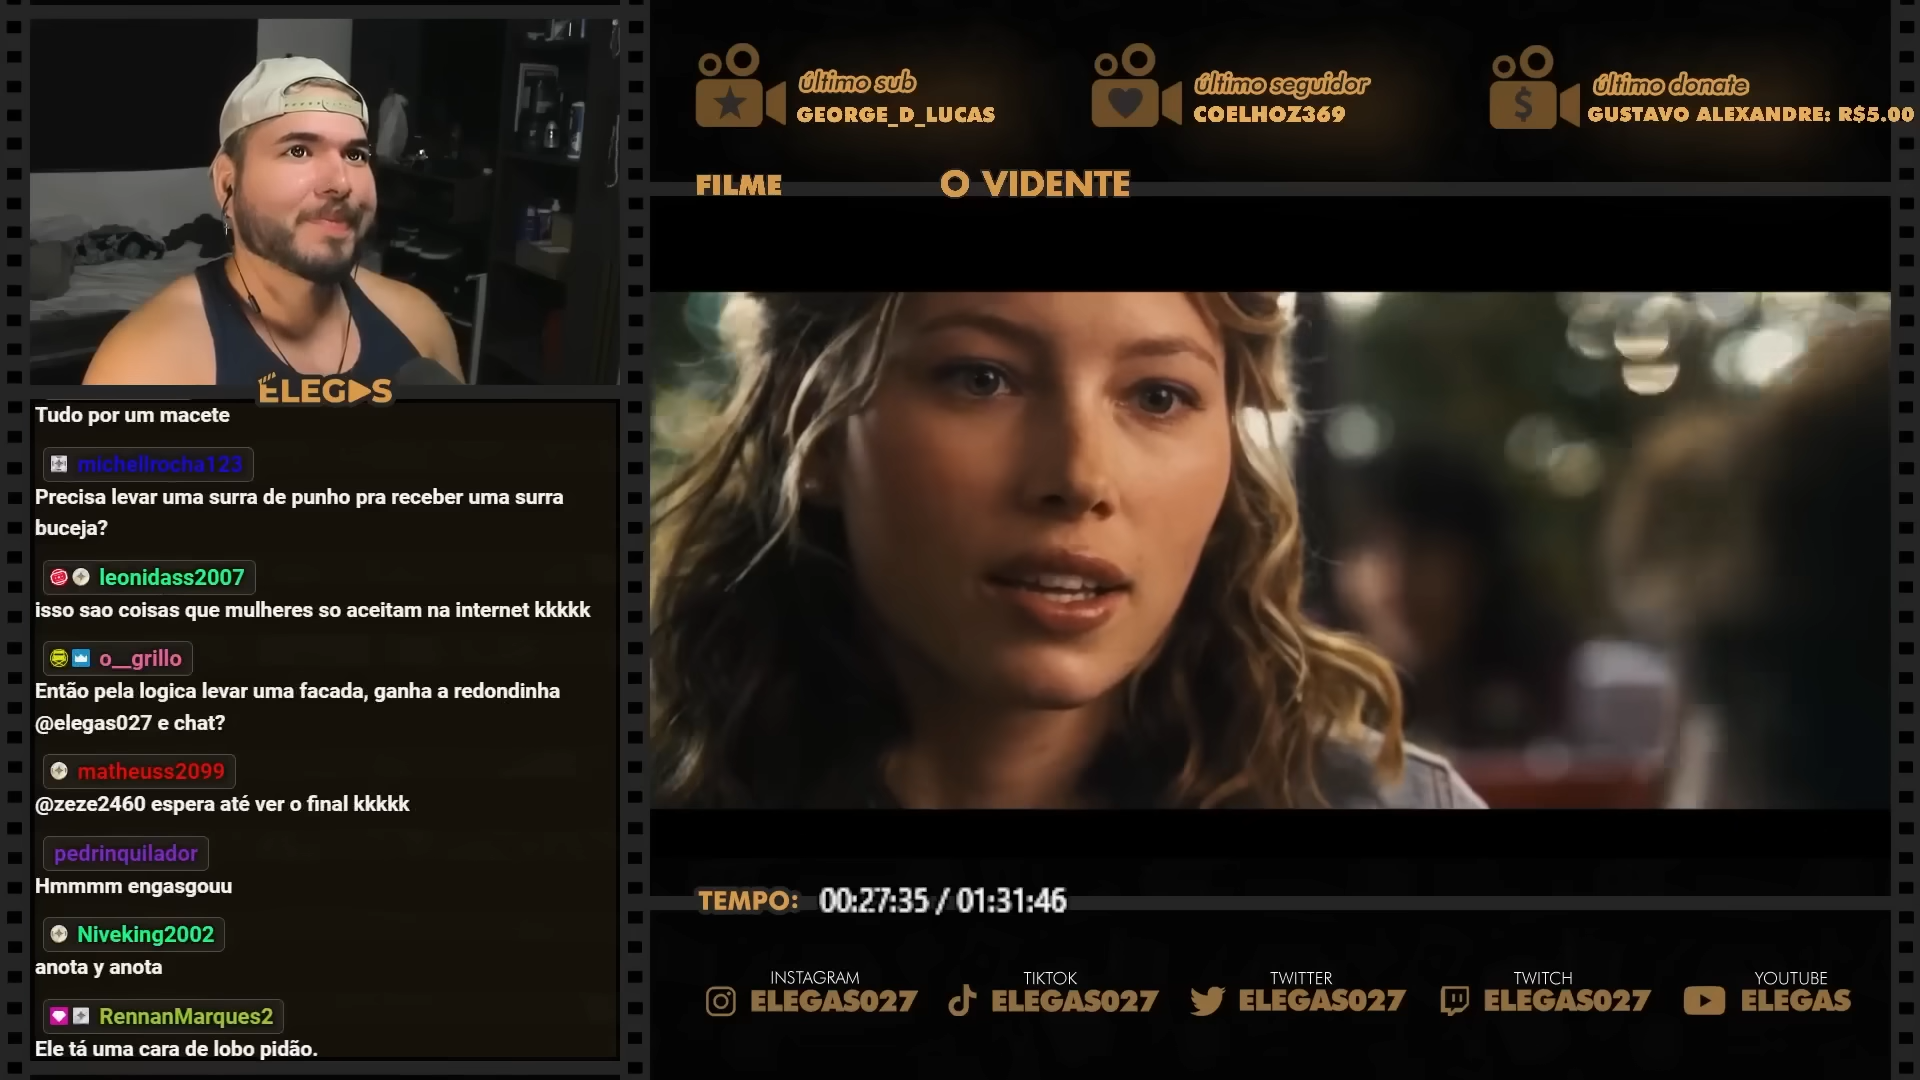 último sub
GEORGE_D_LUCAS
último seguidor
COELHOZ369
último donate
GUSTAVO ALEXANDRE: R$5.00
FILME
O VIDENTE
ELEGAS
Tudo por um macete
michellrocha123
Precisa levar uma surra de punho pra receber uma surra
buceja?
leonidass2007
isso sao coisas que mulheres so aceitam na internet kkkkk
o__grillo
Então pela logica levar uma facada, ganha a redondinha
@elegas027 e chat?
matheuss2099
@zeze2460 espera até ver o final kkkkk
pedrinquilador
Hmmmm engasgouu
Niveking2002
anota y anota
RennanMarques2
Ele tá uma cara de lobo pidão.
TEMPO: 00:27:35 / 01:31:46
INSTAGRAM
ELEGAS027
TIKTOK
ELEGAS027
TWITTER
ELEGAS027
TWITCH
ELEGAS027
YOUTUBE
ELEGAS